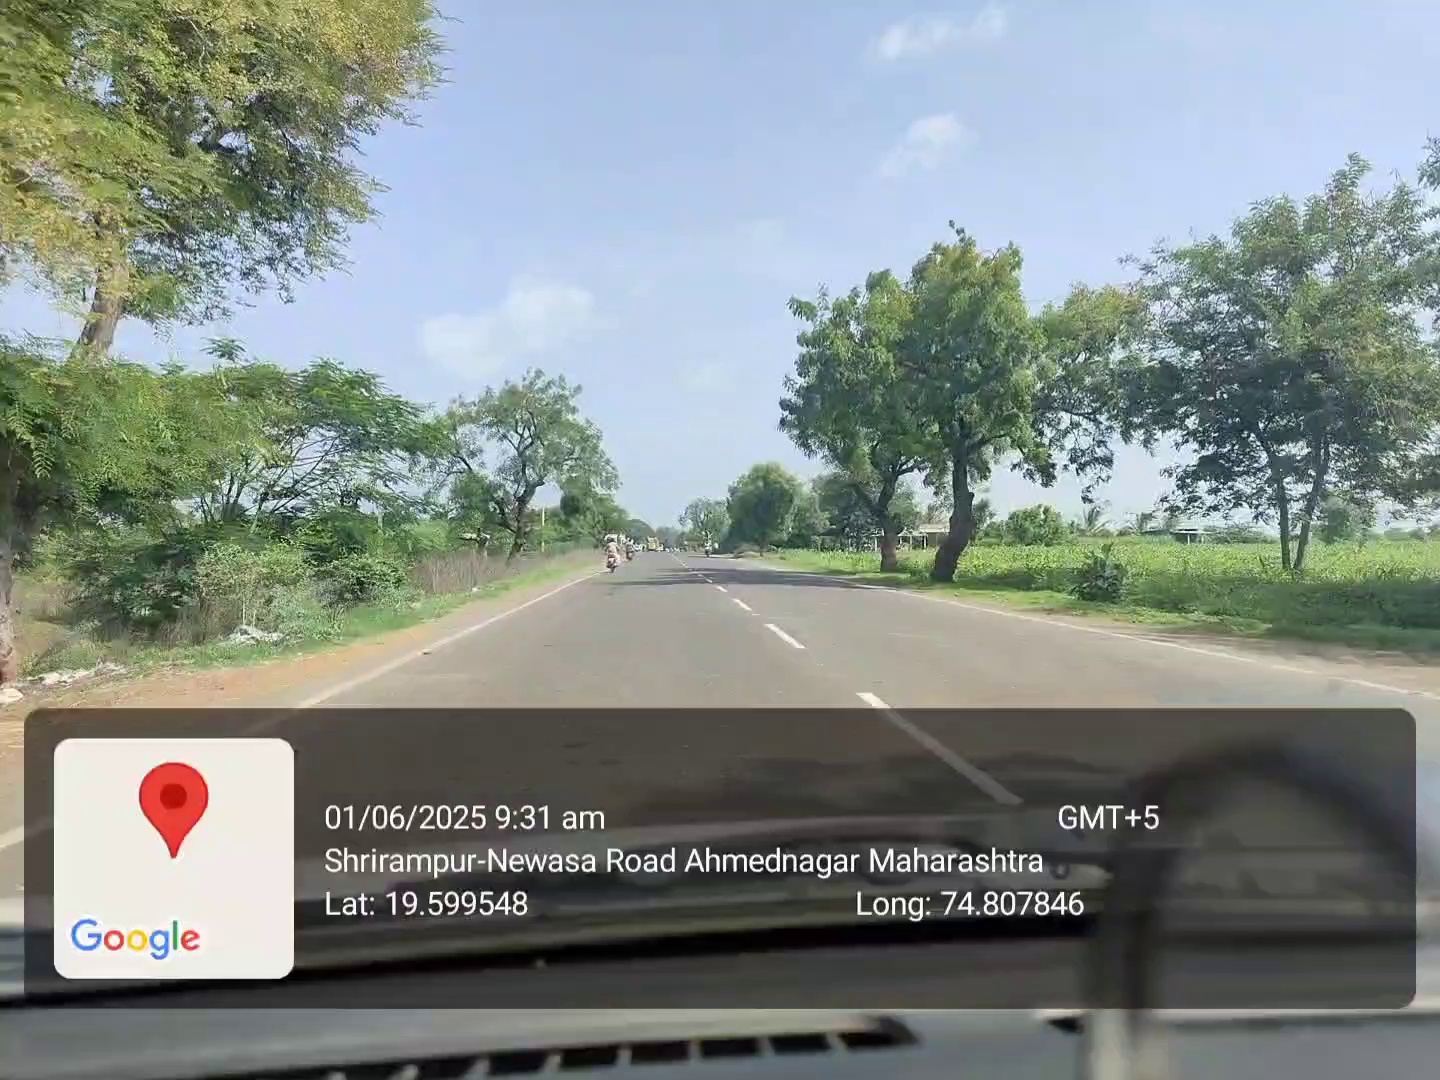 01/06/2025 9:31 am GMT+5
Shrirampur-Newasa Road Ahmednagar Maharashtra
Lat: 19.599548 Long: 74.807846
Google